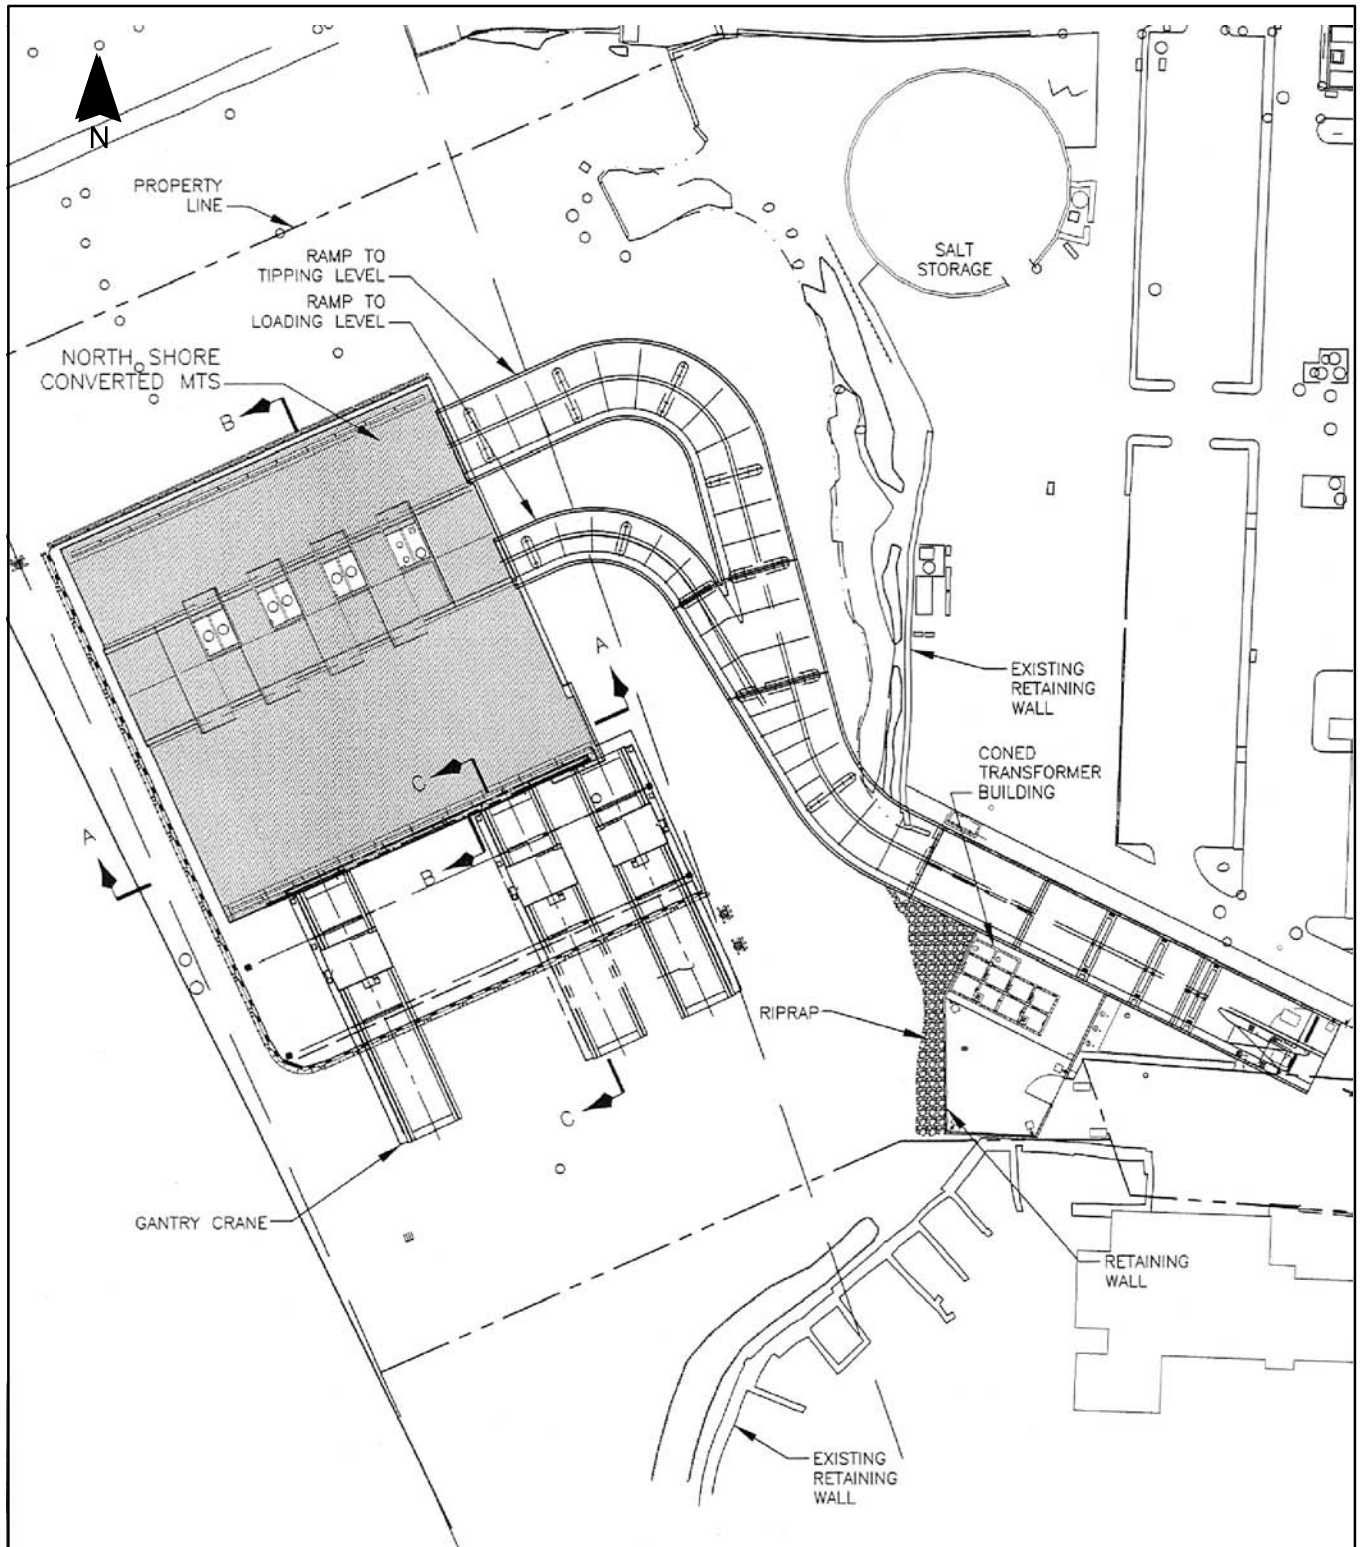 N
PROPERTY
LINE
RAMP TO
TIPPING LEVEL
RAMP TO
LOADING LEVEL
NORTH SHORE
CONVERTED MTS
SALT
STORAGE
B
A
EXISTING
RETAINING
WALL
CONED
TRANSFORMER
BUILDING
C
A
B
RIPRAP
C
GANTRY CRANE
RETAINING
WALL
EXISTING
RETAINING
WALL